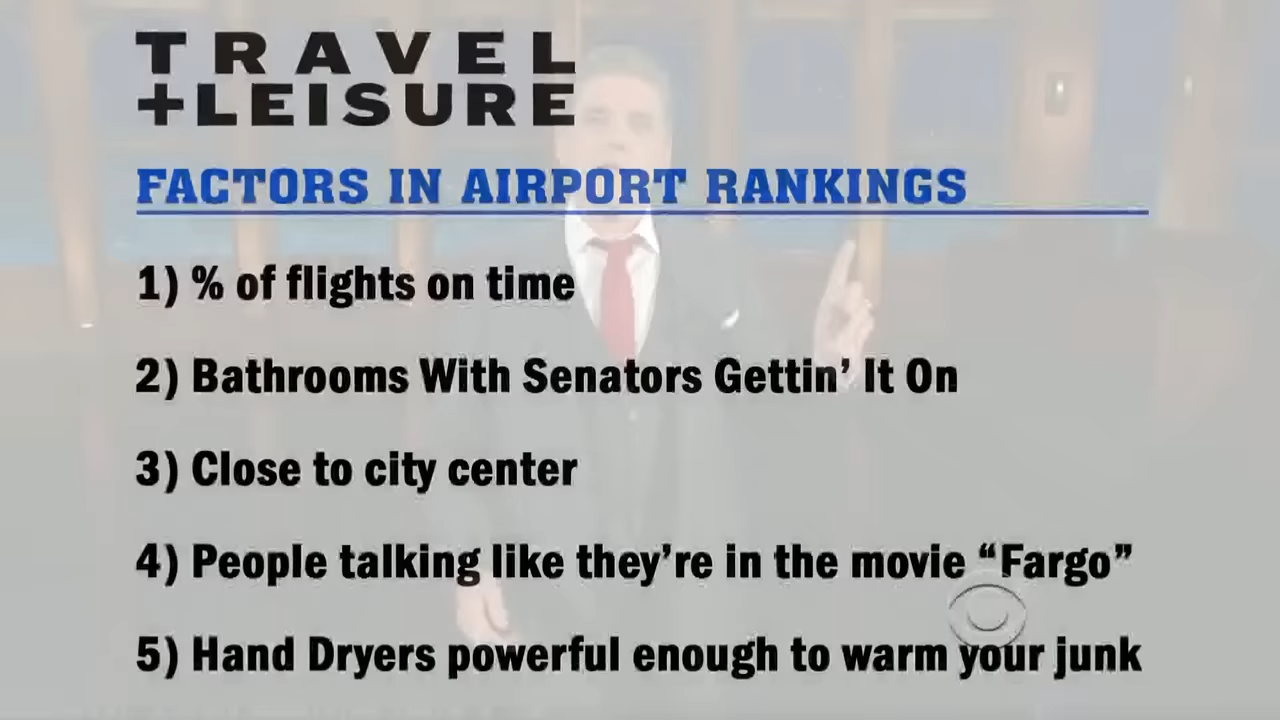 TRAVEL
+LEISURE
FACTORS IN AIRPORT RANKINGS
1) % of flights on time
2) Bathrooms With Senators Gettin’ It On
3) Close to city center
4) People talking like they’re in the movie “Fargo”
5) Hand Dryers powerful enough to warm your junk